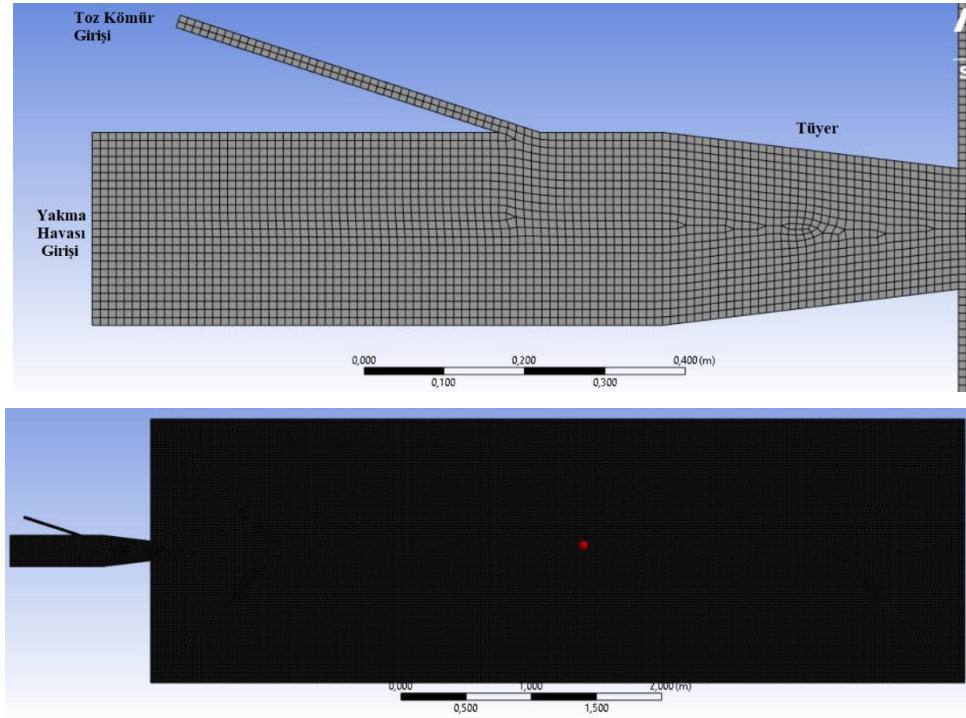 Toz Kömür
Girişi
Tüyer
Yakma
Havası
Girişi
0,000 0,200 0,400 (m)
0,100 0,300
0,000 1,000 2,000 (m)
0,500 1,500